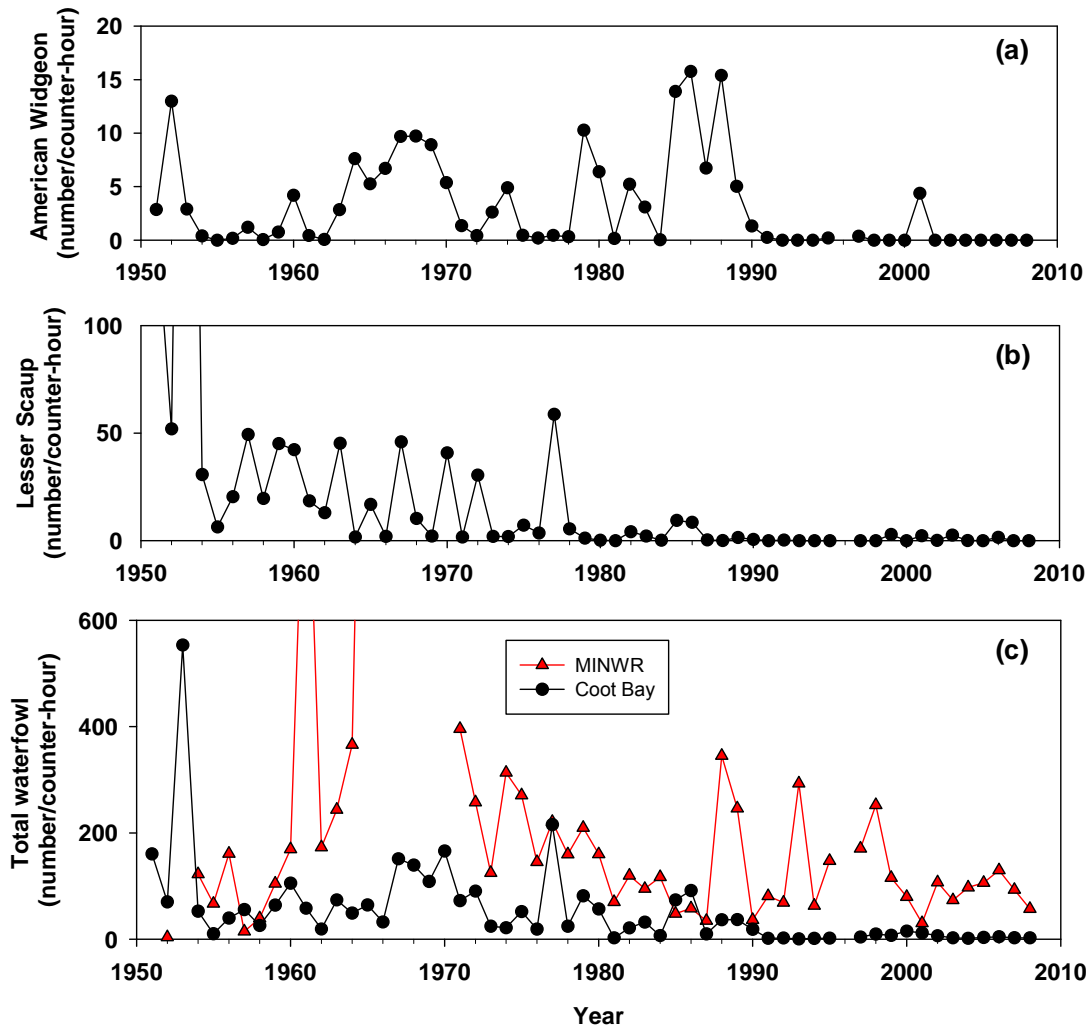 (a)
American Widgeon
(number/counter-hour)
20
15
10
5
0
1950 1960 1970 1980 1990 2000 2010
(b)
Lesser Scaup
(number/counter-hour)
100
50
0
1950 1960 1970 1980 1990 2000 2010
(c)
Total waterfowl
(number/counter-hour)
600
400
200
0
MINWR
Coot Bay
1950 1960 1970 1980 1990 2000 2010
Year